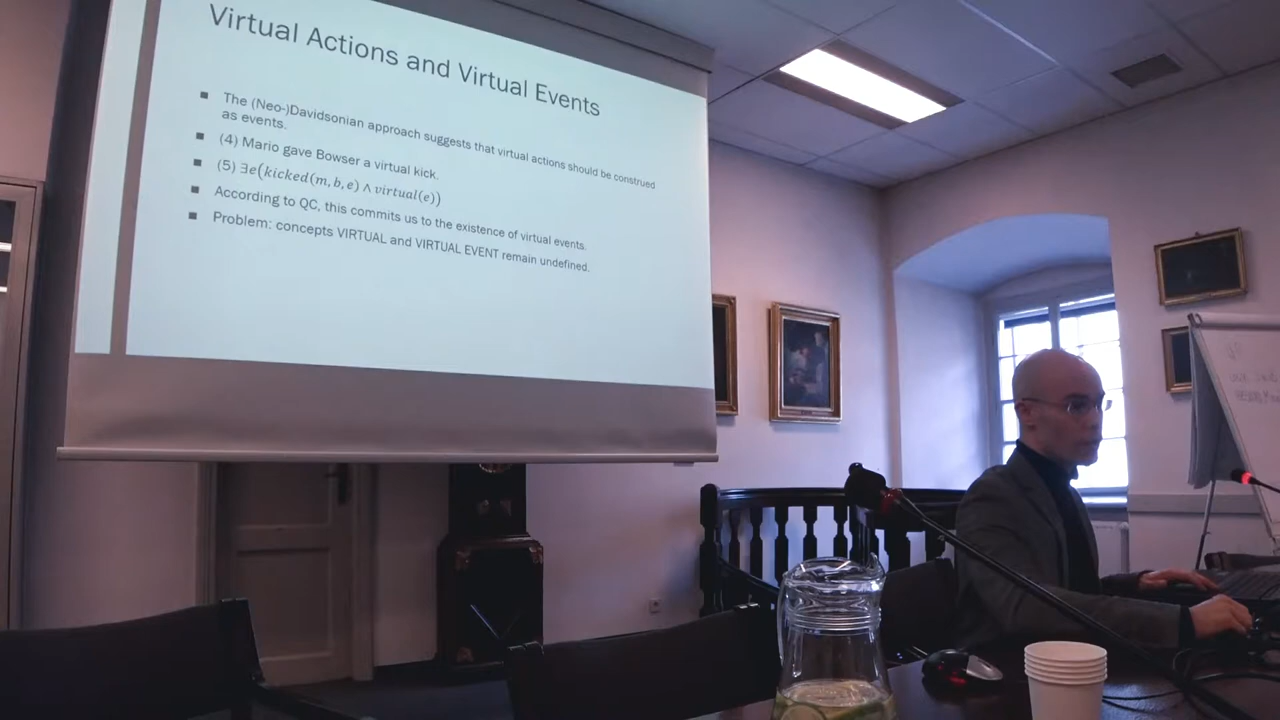 Virtual Actions and Virtual Events
▪ The (Neo-)Davidsonian approach suggests that virtual actions should be construed
as events.
▪ (4) Mario gave Bowser a virtual kick.
▪ (5) ∃e(kicked(m, b, e) ∧ virtual(e))
▪ According to QC, this commits us to the existence of virtual events.
▪ Problem: concepts VIRTUAL and VIRTUAL EVENT remain undefined.